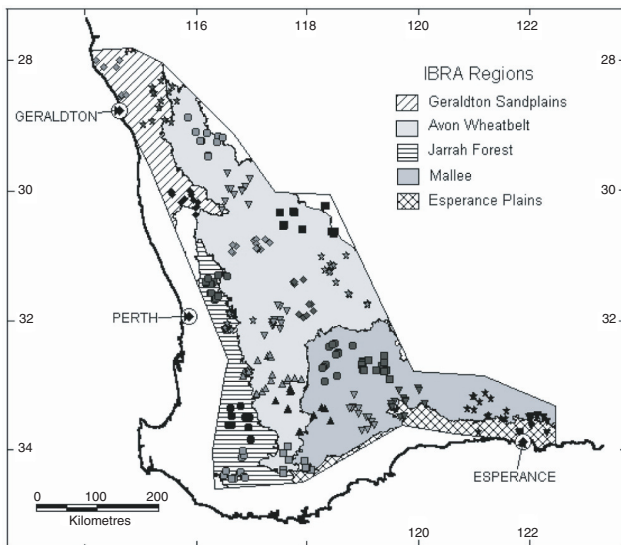 116 118 120 122
28
IBRA Regions
Geraldton Sandplains
Avon Wheatbelt
Jarrah Forest
Mallee
Esperance Plains
28
GERALDTON
30
30
PERTH
32
32
34
34
ESPERANCE
0 100 200
Kilometres
120 122